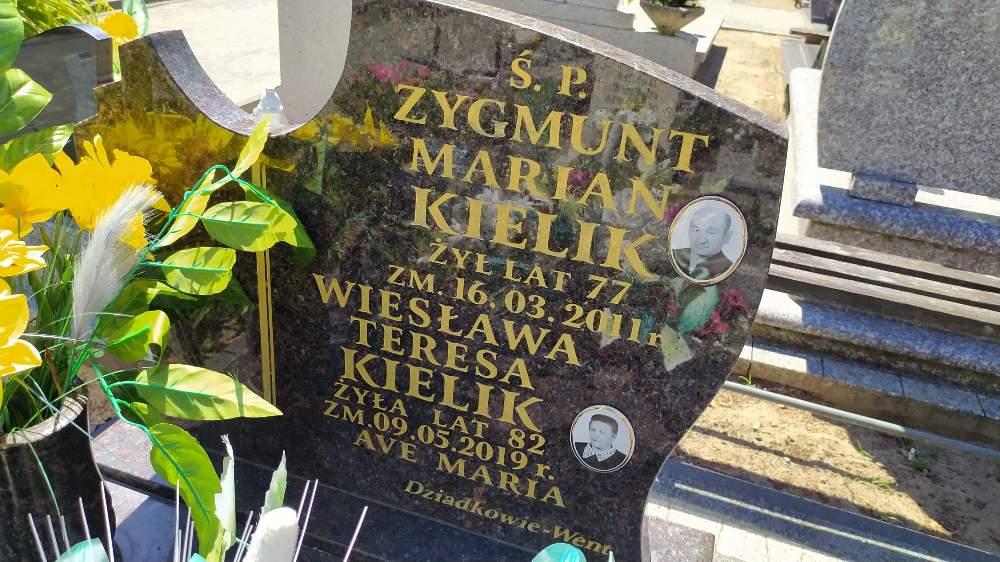 Ś. P.
ZYGMUNT
MARIAN
KIELIK
ŻYŁ LAT 77
ZM. 16. 03. 2011 r.
WIESŁAWA
TERESA
KIELIK
ŻYŁA LAT 82
ZM. 09.05.2019 r.
AVE MARIA
Dziadkowie-Went